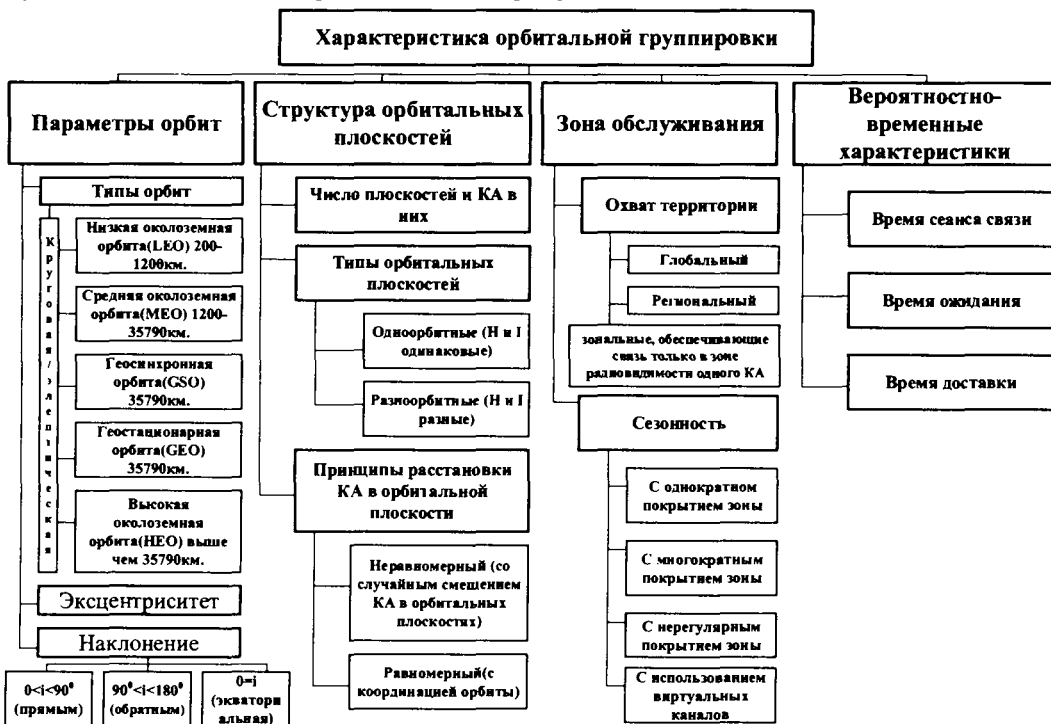 Характеристика орбитальной группировки
Параметры орбит
Типы орбит
Круговая/элептическая
Низкая околоземная
орбита(LEO) 200-
1200км.
Средняя околоземная
орбита(MEO) 1200-
35790км.
Геосинхронная
орбита(GSO)
35790км.
Геостационарная
орбита(GEO)
35790км.
Высокая
околоземная
орбита(HEO) выше
чем 35790км.
Эксцентриситет
Наклонение
0<i<90°
(прямым)
90°<i<180°
(обратным)
0=i
(экватори
альная)
Структура орбитальных
плоскостей
Число плоскостей и КА в
них
Типы орбитальных
плоскостей
Одноорбитные (H и I
одинаковые)
Разноорбитные (H и I
разные)
Принципы расстановки
КА в орбитальной
плоскости
Неравномерный (со
случайным смещением
КА в орбитальных
плоскостях)
Равномерный(с
координацией орбиты)
Зона обслуживания
Охват территории
Глобальный
Региональный
зональные, обеспечивающие
связь только в зоне
радиовидимости одного КА
Сезонность
С однократном
покрытием зоны
С многократным
покрытием зоны
С нерегулярным
покрытием зоны
С использованием
виртуальных
каналов
Вероятностно-
временные
характеристики
Время сеанса связи
Время ожидания
Время доставки